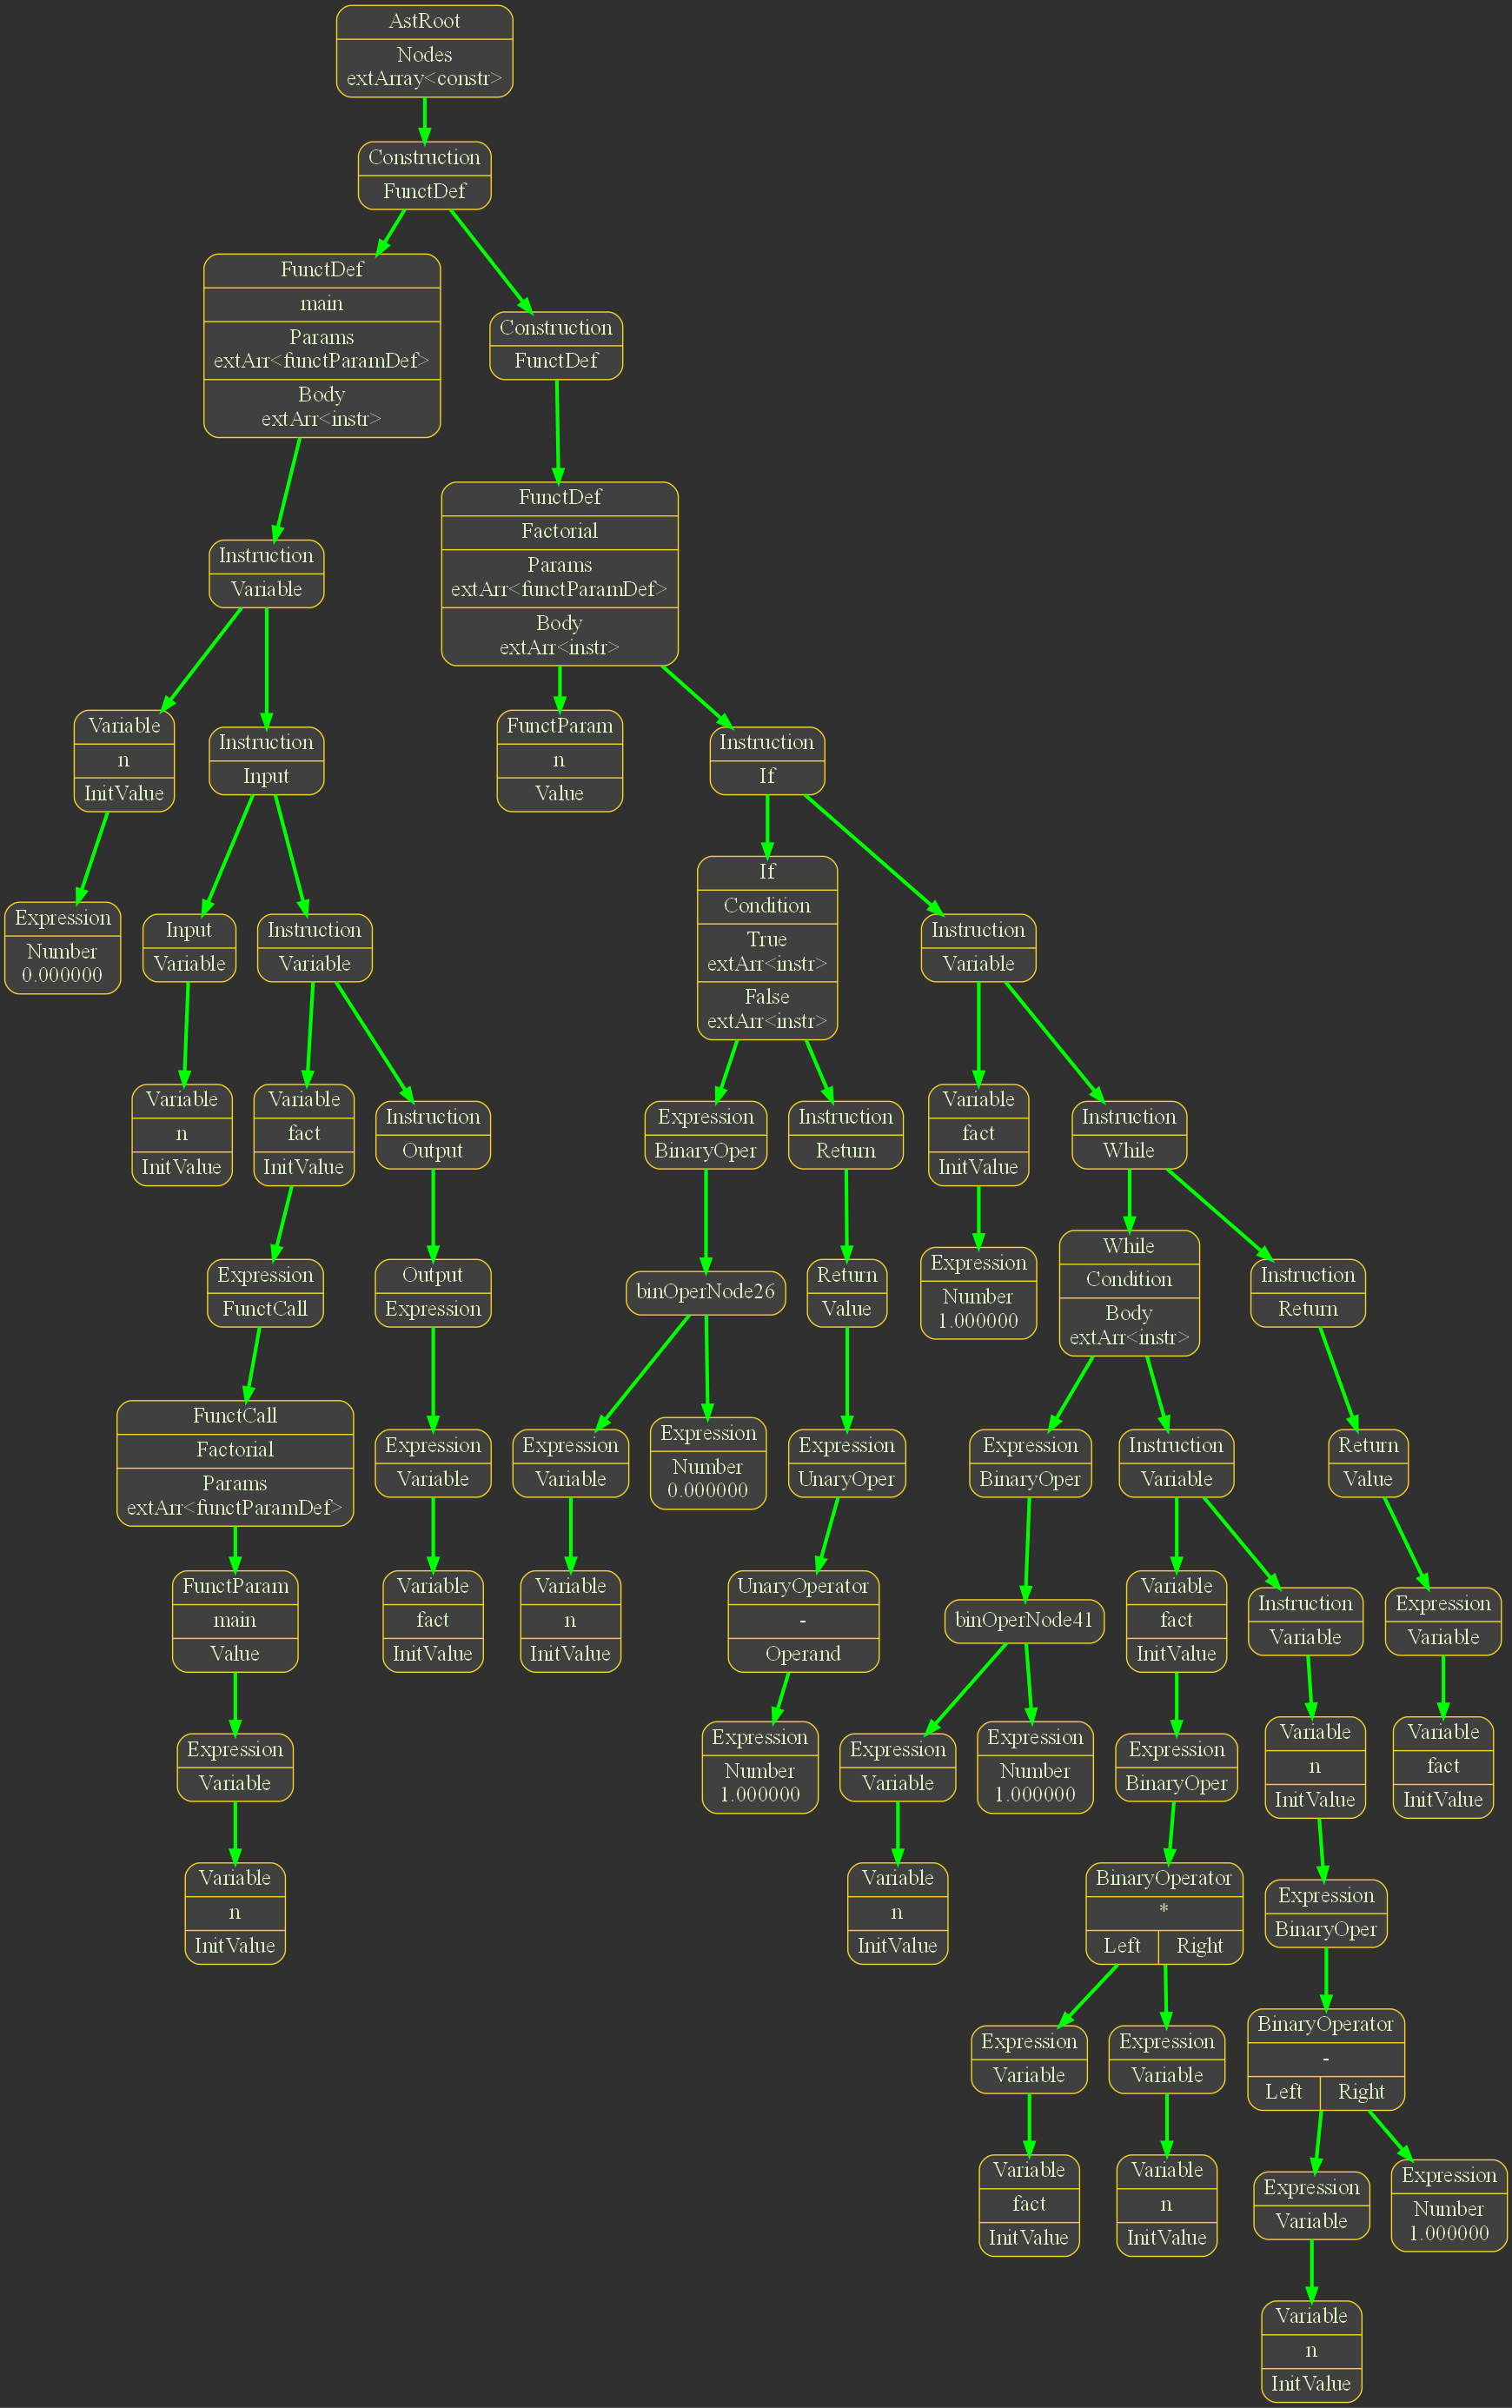 AstRoot
Nodes
extArray<constr>
Construction
FunctDef
FunctDef
main
Params
extArr<functParamDef>
Body
extArr<instr>
Construction
FunctDef
FunctDef
Factorial
Params
extArr<functParamDef>
Body
extArr<instr>
Instruction
Variable
Variable
n
InitValue
Instruction
Input
FunctParam
n
Value
Instruction
If
If
Condition
True
extArr<instr>
False
extArr<instr>
Expression
Number
0.000000
Input
Variable
Instruction
Variable
Instruction
Variable
Variable
n
InitValue
Variable
fact
InitValue
Instruction
Output
Expression
BinaryOper
Instruction
Return
Variable
fact
InitValue
Instruction
While
Expression
FunctCall
Output
Expression
binOperNode26
Return
Value
Expression
Number
1.000000
While
Condition
Body
extArr<instr>
Instruction
Return
FunctCall
Factorial
Params
extArr<functParamDef>
Expression
Variable
Expression
Variable
Expression
Number
0.000000
Expression
UnaryOper
Expression
BinaryOper
Instruction
Variable
Return
Value
FunctParam
main
Value
Variable
fact
InitValue
Variable
n
InitValue
UnaryOperator
-
Operand
binOperNode41
Variable
fact
InitValue
Instruction
Variable
Expression
Variable
Expression
Variable
Expression
Number
1.000000
Expression
Variable
Expression
Number
1.000000
Expression
BinaryOper
Variable
n
InitValue
Variable
fact
InitValue
Variable
n
InitValue
Variable
n
InitValue
BinaryOperator
*
Left Right
Expression
BinaryOper
Expression
Variable
Expression
Variable
BinaryOperator
-
Left Right
Variable
fact
InitValue
Variable
n
InitValue
Expression
Variable
Expression
Number
1.000000
Variable
n
InitValue